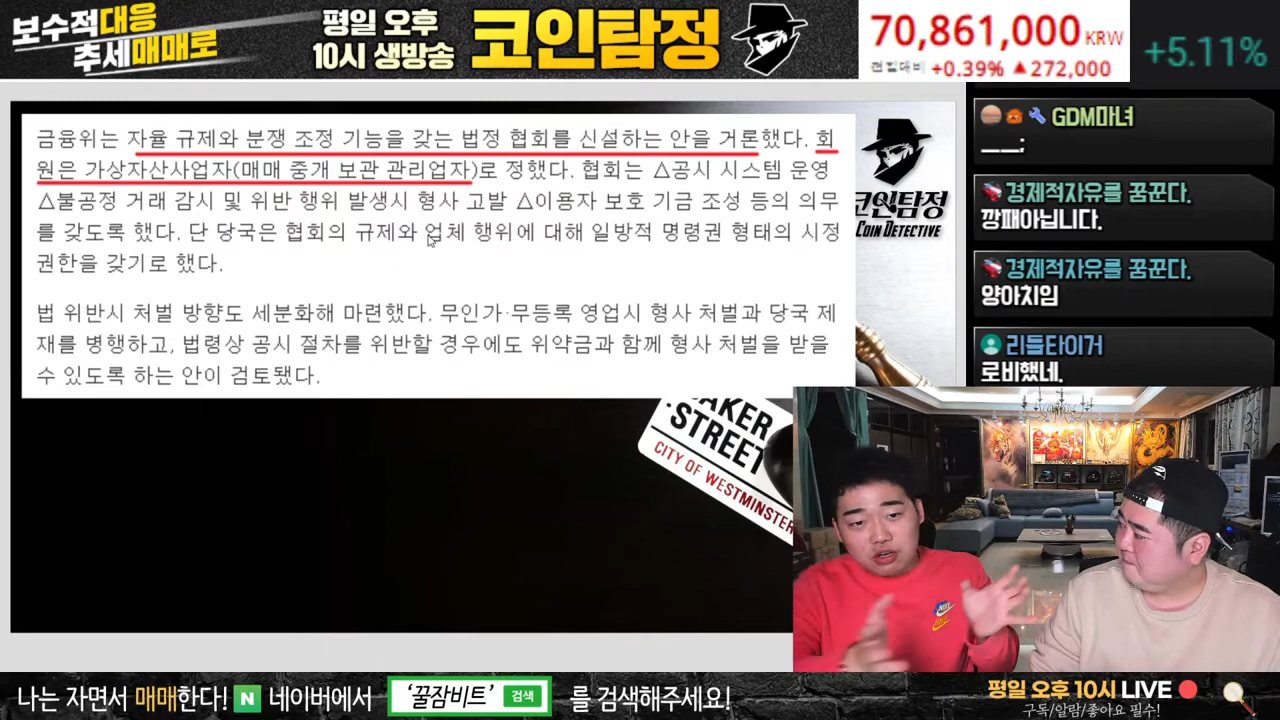 보수적대응
추세매매로
평일 오후
10시 생방송
코인탐정
70,861,000 KRW
전일대비 +0.39% ▲272,000
+5.11%
금융위는 자율 규제와 분쟁 조정 기능을 갖는 법정 협회를 신설하는 안을 거론했다. 회
원은 가상자산사업자(매매 중개 보관 관리업자)로 정했다. 협회는 △공시 시스템 운영
△불공정 거래 감시 및 위반 행위 발생시 형사 고발 △이용자 보호 기금 조성 등의 의무
를 갖도록 했다. 단 당국은 협회의 규제와 업체 행위에 대해 일방적 명령권 형태의 시정
권한을 갖기로 했다.
법 위반시 처벌 방향도 세분화해 마련했다. 무인가·무등록 영업시 형사 처벌과 당국 제
재를 병행하고, 법령상 공시 절차를 위반할 경우에도 위약금과 함께 형사 처벌을 받을
수 있도록 하는 안이 검토됐다.
코인탐정
COIN DETECTIVE
GDM마녀
ㅡㅡ;
경제적자유를 꿈꾼다.
깡패아닙니다.
경제적자유를 꿈꾼다.
양아치임
리틀타이거
로비했네.
BAKER
STREET
CITY OF WESTMINSTER
나는 자면서 매매한다! N 네이버에서 '꿀잠비트' 검색 를 검색해주세요!
평일 오후 10시 LIVE
구독/알람/좋아요 필수!